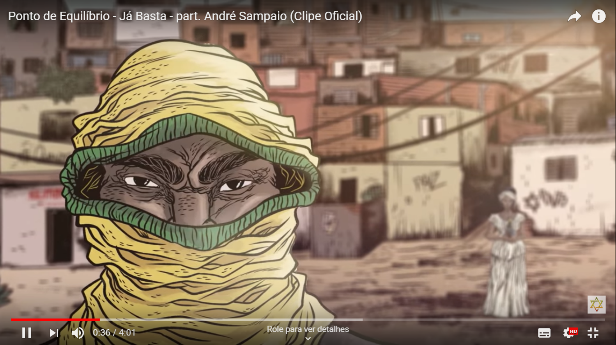 Ponto de Equilíbrio - Já Basta - part. André Sampaio (Clipe Oficial)
PAZ
0:36 / 4:01
Role para ver detalhes
HD